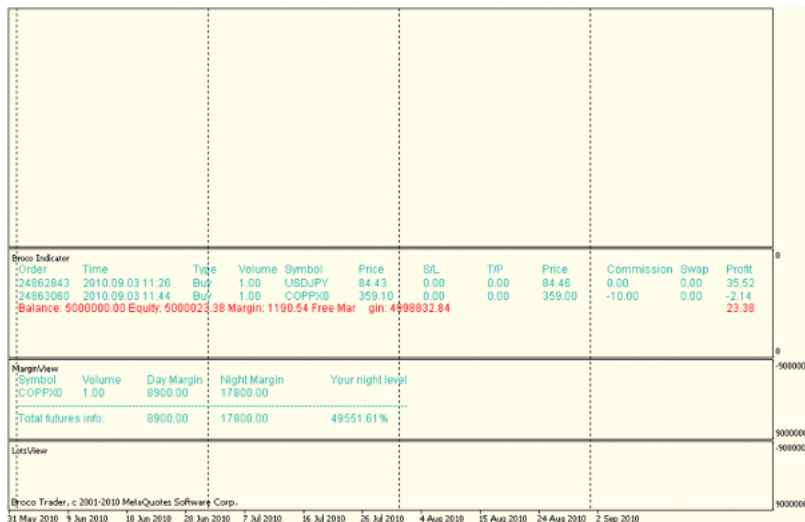 0
Broco Indicator
Order Time Type Volume Symbol Price S/L T/P Price Commission Swap Profit
24862843 2010.09.03 11:26 Buy 1.00 USDJPY 84.43 0.00 0.00 84.46 0.00 0.00 35.52
24863060 2010.09.03 11:44 Buy 1.00 COPPX0 359.10 0.00 0.00 359.00 -10.00 0.00 -2.14
Balance: 5000000.00 Equity: 5000023.38 Margin: 1190.54 Free Mar gin: 4998832.84 23.38
0
MarginView -900000
Symbol Volume Day Margin Night Margin Your night level
COPPX0 1.00 8900.00 17800.00
Total futures info: 8900.00 17800.00 49551.61%
9000000
LotsView -900000
Broco Trader, c 2001-2010 MetaQuotes Software Corp. 9000000
31 May 2010 9 Jun 2010 18 Jun 2010 28 Jun 2010 7 Jul 2010 16 Jul 2010 26 Jul 2010 4 Aug 2010 15 Aug 2010 24 Aug 2010 2 Sep 2010